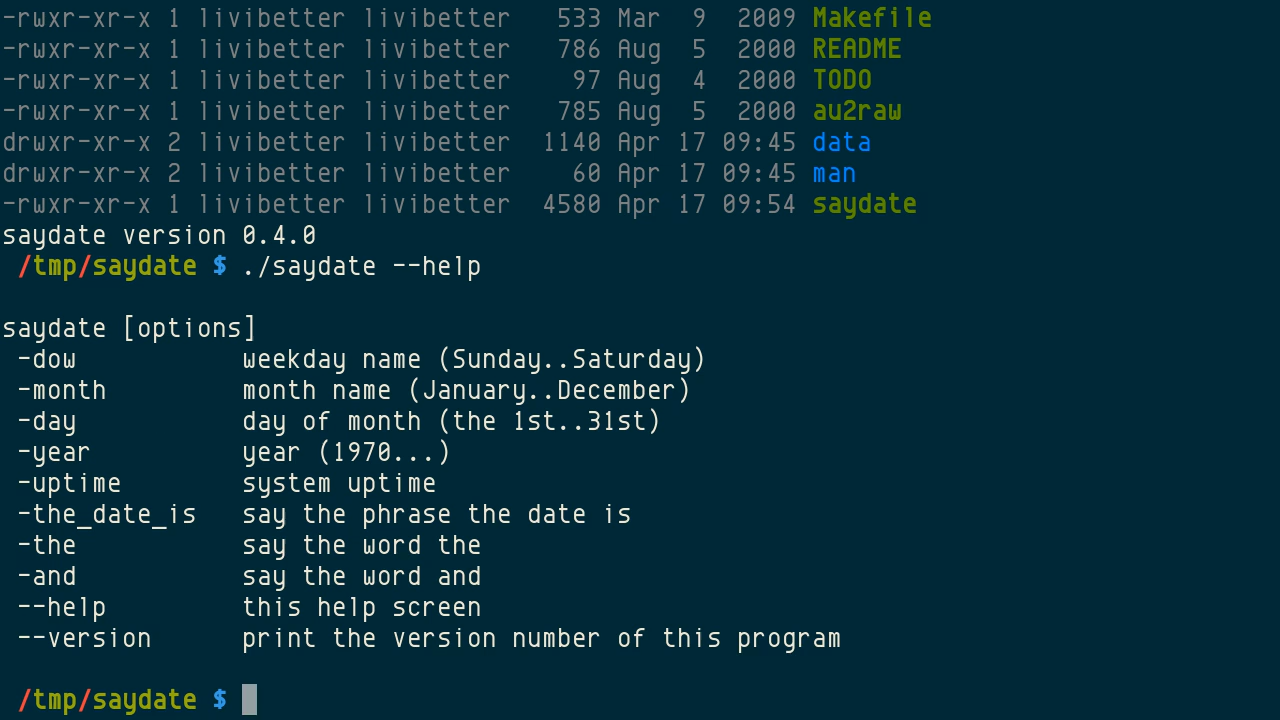 -rwxr-xr-x 1 livibetter livibetter   533 Mar  9  2009 Makefile
-rwxr-xr-x 1 livibetter livibetter   786 Aug  5  2000 README
-rwxr-xr-x 1 livibetter livibetter    97 Aug  4  2000 TODO
-rwxr-xr-x 1 livibetter livibetter   785 Aug  5  2000 au2raw
drwxr-xr-x 2 livibetter livibetter  1140 Apr 17 09:45 data
drwxr-xr-x 2 livibetter livibetter    60 Apr 17 09:45 man
-rwxr-xr-x 1 livibetter livibetter  4580 Apr 17 09:54 saydate
saydate version 0.4.0
 /tmp/saydate $ ./saydate --help
saydate [options]
 -dow           weekday name (Sunday..Saturday)
 -month         month name (January..December)
 -day           day of month (the 1st..31st)
 -year          year (1970...)
 -uptime        system uptime
 -the_date_is   say the phrase the date is
 -the           say the word the
 -and           say the word and
 --help         this help screen
 --version      print the version number of this program
 /tmp/saydate $